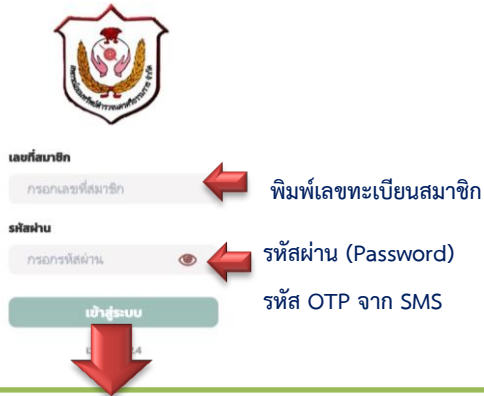 เลขที่สมาชิก
กรอกเลขที่สมาชิก
พิมพ์เลขทะเบียนสมาชิก
รหัสผ่าน
กรอกรหัสผ่าน
รหัสผ่าน (Password)
รหัส OTP จาก SMS
เข้าสู่ระบบ